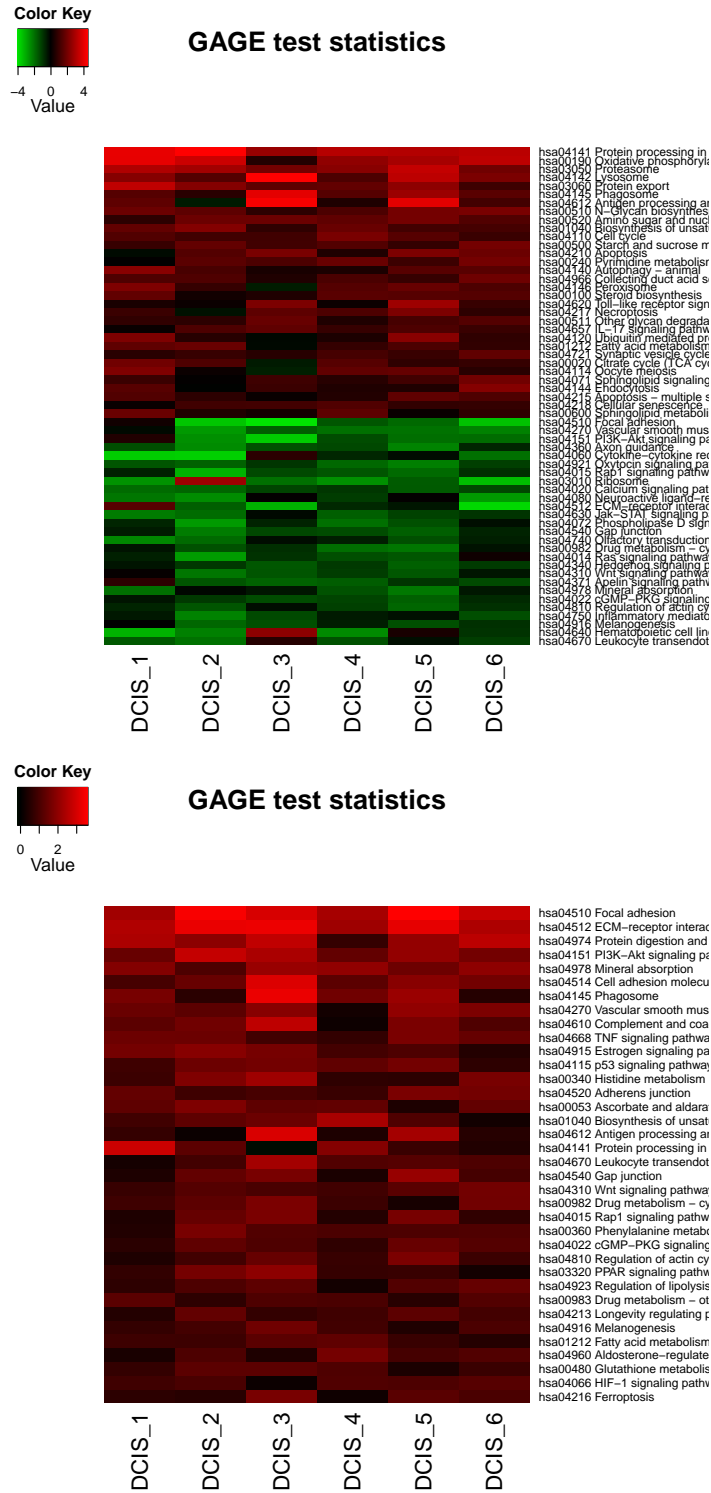 Color Key
−4 0 4
Value
GAGE test statistics
hsa04141 Protein processing in
hsa00190 Oxidative phosphoryla
hsa03050 Proteasome
hsa04142 Lysosome
hsa03060 Protein export
hsa04145 Phagosome
hsa04612 Antigen processing an
hsa00510 N−Glycan biosynthes
hsa00520 Amino sugar and nuc
hsa01040 Biosynthesis of unsat
hsa04110 Cell cycle
hsa00500 Starch and sucrose m
hsa04210 Apoptosis
hsa00240 Pyrimidine metabolism
hsa04140 Autophagy − animal
hsa04966 Collecting duct acid se
hsa04146 Peroxisome
hsa00100 Steroid biosynthesis
hsa04620 Toll−like receptor sign
hsa04217 Necroptosis
hsa00511 Other glycan degrada
hsa04657 IL−17 signaling pathw
hsa04120 Ubiquitin mediated pro
hsa01212 Fatty acid metabolism
hsa04721 Synaptic vesicle cycle
hsa00020 Citrate cycle (TCA cyc
hsa04114 Oocyte meiosis
hsa04071 Sphingolipid signaling
hsa04144 Endocytosis
hsa04215 Apoptosis − multiple s
hsa04218 Cellular senescence
hsa00600 Sphingolipid metaboli
hsa04510 Focal adhesion
hsa04270 Vascular smooth mus
hsa04151 PI3K−Akt signaling pa
hsa04360 Axon guidance
hsa04060 Cytokine−cytokine rec
hsa04921 Oxytocin signaling pat
hsa04015 Rap1 signaling pathw
hsa03010 Ribosome
hsa04020 Calcium signaling pat
hsa04080 Neuroactive ligand−re
hsa04512 ECM−receptor interac
hsa04630 Jak−STAT signaling p
hsa04072 Phospholipase D sign
hsa04540 Gap junction
hsa04740 Olfactory transduction
hsa00982 Drug metabolism − cy
hsa04014 Ras signaling pathwa
hsa04340 Hedgehog signaling p
hsa04310 Wnt signaling pathway
hsa04371 Apelin signaling pathw
hsa04978 Mineral absorption
hsa04022 cGMP−PKG signaling
hsa04810 Regulation of actin cy
hsa04750 Inflammatory mediato
hsa04916 Melanogenesis
hsa04640 Hematopoietic cell line
hsa04670 Leukocyte transendot
DCIS_1 DCIS_2 DCIS_3 DCIS_4 DCIS_5 DCIS_6
Color Key
0 2
Value
GAGE test statistics
hsa04510 Focal adhesion
hsa04512 ECM−receptor interac
hsa04974 Protein digestion and
hsa04151 PI3K−Akt signaling pa
hsa04978 Mineral absorption
hsa04514 Cell adhesion molecu
hsa04145 Phagosome
hsa04270 Vascular smooth mus
hsa04610 Complement and coa
hsa04668 TNF signaling pathwa
hsa04915 Estrogen signaling pa
hsa04115 p53 signaling pathway
hsa00340 Histidine metabolism
hsa04520 Adherens junction
hsa00053 Ascorbate and aldarat
hsa01040 Biosynthesis of unsat
hsa04612 Antigen processing an
hsa04141 Protein processing in
hsa04670 Leukocyte transendot
hsa04540 Gap junction
hsa04310 Wnt signaling pathway
hsa00982 Drug metabolism − cy
hsa04015 Rap1 signaling pathw
hsa00360 Phenylalanine metabo
hsa04022 cGMP−PKG signaling
hsa04810 Regulation of actin cy
hsa03320 PPAR signaling pathw
hsa04923 Regulation of lipolysis
hsa00983 Drug metabolism − ot
hsa04213 Longevity regulating p
hsa04916 Melanogenesis
hsa01212 Fatty acid metabolism
hsa04960 Aldosterone−regulate
hsa00480 Glutathione metabolis
hsa04066 HIF−1 signaling pathw
hsa04216 Ferroptosis
DCIS_1 DCIS_2 DCIS_3 DCIS_4 DCIS_5 DCIS_6